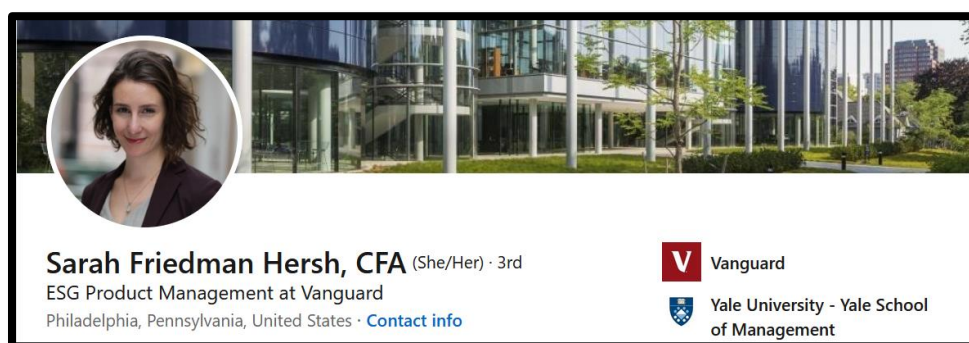 Sarah Friedman Hersh, CFA (She/Her) · 3rd
ESG Product Management at Vanguard
Philadelphia, Pennsylvania, United States · Contact info
V Vanguard
Yale University - Yale School
of Management